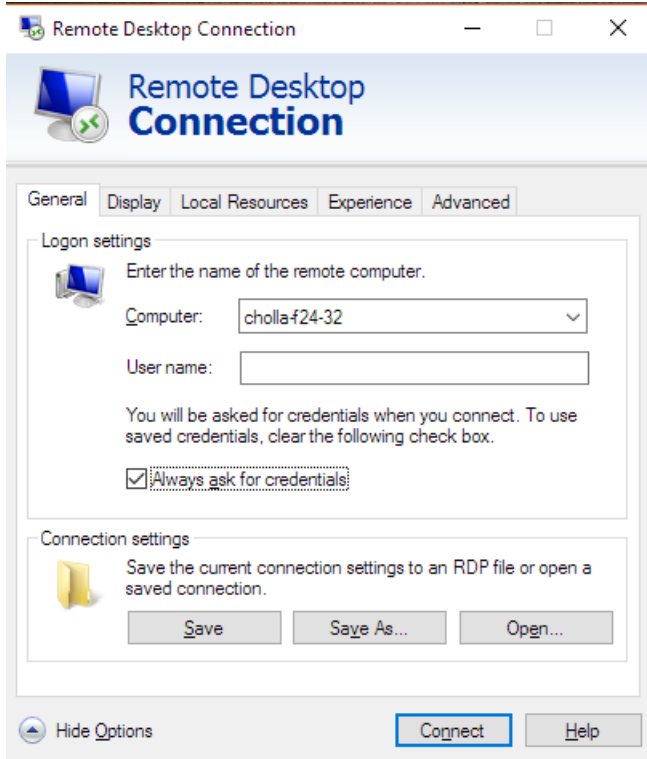 Remote Desktop Connection
Remote Desktop
Connection
General Display Local Resources Experience Advanced
Logon settings
Enter the name of the remote computer.
Computer: cholla-f24-32
User name:
You will be asked for credentials when you connect. To use
saved credentials, clear the following check box.
Always ask for credentials
Connection settings
Save the current connection settings to an RDP file or open a
saved connection.
Save Save As... Open...
Hide Options Connect Help